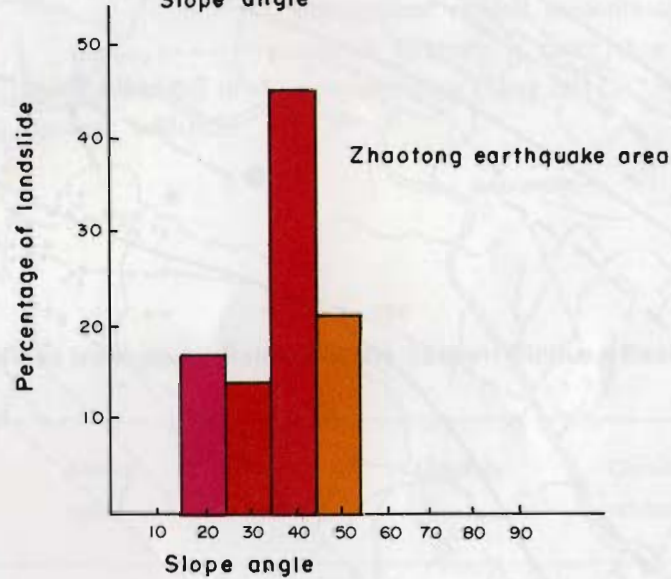 Slope angle
50
40
30
20
10
Percentage of landslide
Zhaotong earthquake area
10 20 30 40 50 60 70 80 90
Slope angle